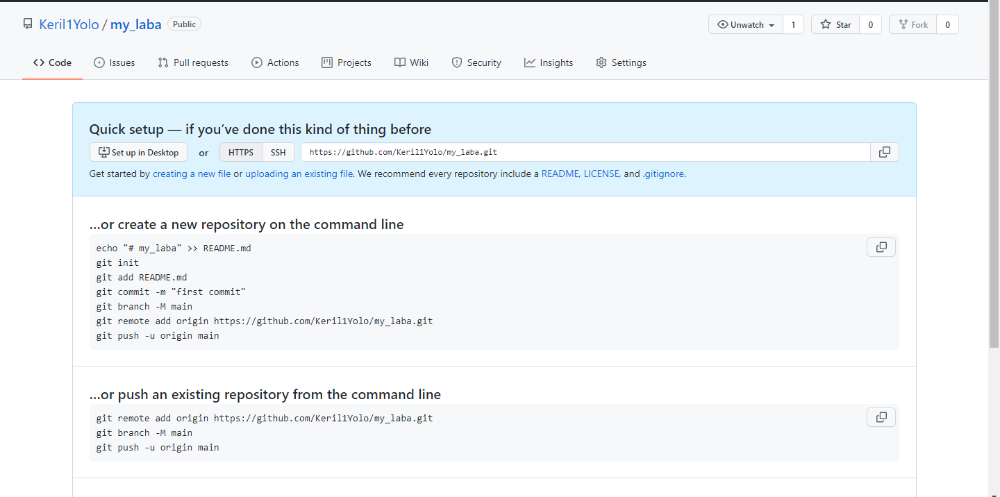 Keril1Yolo / my_laba Public Unwatch 1 Star 0 Fork 0
Code Issues Pull requests Actions Projects Wiki Security Insights Settings
Quick setup — if you’ve done this kind of thing before
Set up in Desktop or HTTPS SSH https://github.com/Keril1Yolo/my_laba.git
Get started by creating a new file or uploading an existing file. We recommend every repository include a README, LICENSE, and .gitignore.
…or create a new repository on the command line
echo "# my_laba" >> README.md
git init
git add README.md
git commit -m "first commit"
git branch -M main
git remote add origin https://github.com/Keril1Yolo/my_laba.git
git push -u origin main
…or push an existing repository from the command line
git remote add origin https://github.com/Keril1Yolo/my_laba.git
git branch -M main
git push -u origin main